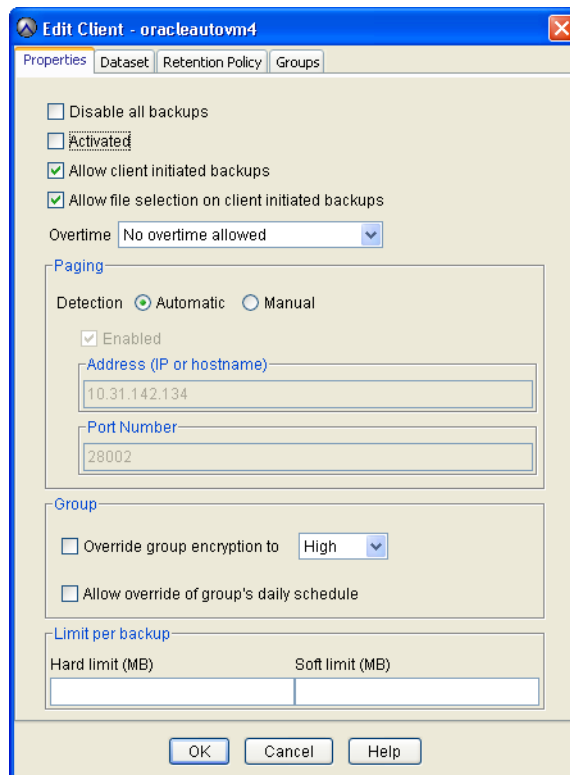 Edit Client - oracleautovm4
Properties Dataset Retention Policy Groups
Disable all backups
Activated
Allow client initiated backups
Allow file selection on client initiated backups
Overtime No overtime allowed
Paging
Detection Automatic Manual
Enabled
Address (IP or hostname)
10.31.142.134
Port Number
28002
Group
Override group encryption to High
Allow override of group's daily schedule
Limit per backup
Hard limit (MB) Soft limit (MB)
OK Cancel Help